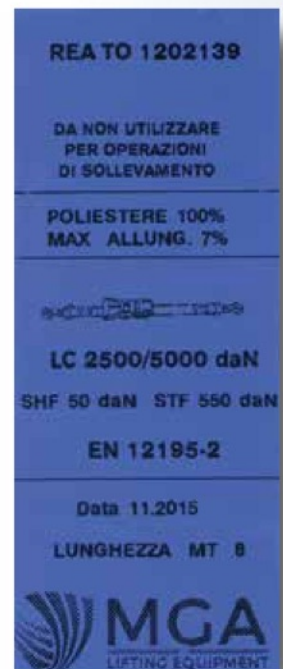 REA TO 1202139
DA NON UTILIZZARE
PER OPERAZIONI
DI SOLLEVAMENTO
POLIESTERE 100%
MAX ALLUNG. 7%
LC 2500/5000 daN
SHF 50 daN STF 550 daN
EN 12195-2
Data 11.2015
LUNGHEZZA MT 8
MGA
LIFTING EQUIPMENT